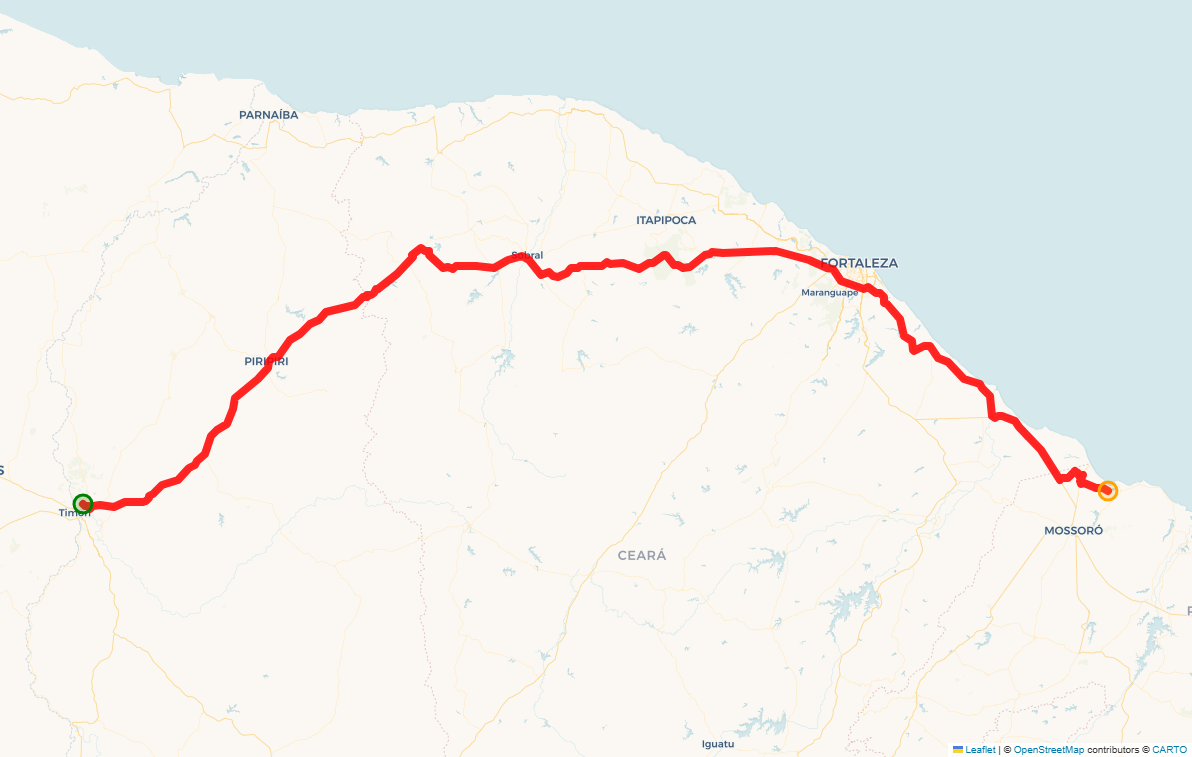 PARNAÍBA
ITAPIPOCA
Sobral
FORTALEZA
Maranguape
PIRIPIRI
S
Timon
MOSSORÓ
CEARÁ
Iguatu
Leaflet | © OpenStreetMap contributors © CARTO